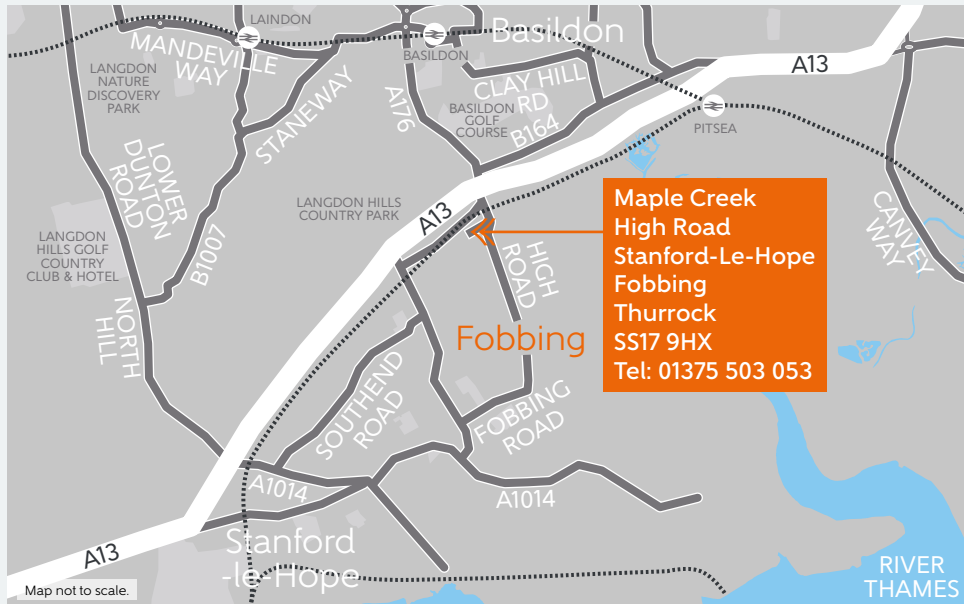 LAINDON
MANDEVILLE
WAY
Basildon
BASILDON
LANGDON
NATURE
DISCOVERY
PARK
STANEWAY
A176
CLAY HILL
RD
BASILDON
GOLF
COURSE
B164
A13
PITSEA
LOWER
DUNTON
ROAD
B1007
LANGDON HILLS
COUNTRY PARK
A13
LANGDON
HILLS GOLF
COUNTRY
CLUB & HOTEL
NORTH
HILL
HIGH
ROAD
CANVEY
WAY
Maple Creek
High Road
Stanford-Le-Hope
Fobbing
Thurrock
SS17 9HX
Tel: 01375 503 053
Fobbing
SOUTHEND
ROAD
FOBBING
ROAD
A1014
A1014
A13
Stanford
-le-Hope
RIVER
THAMES
Map not to scale.